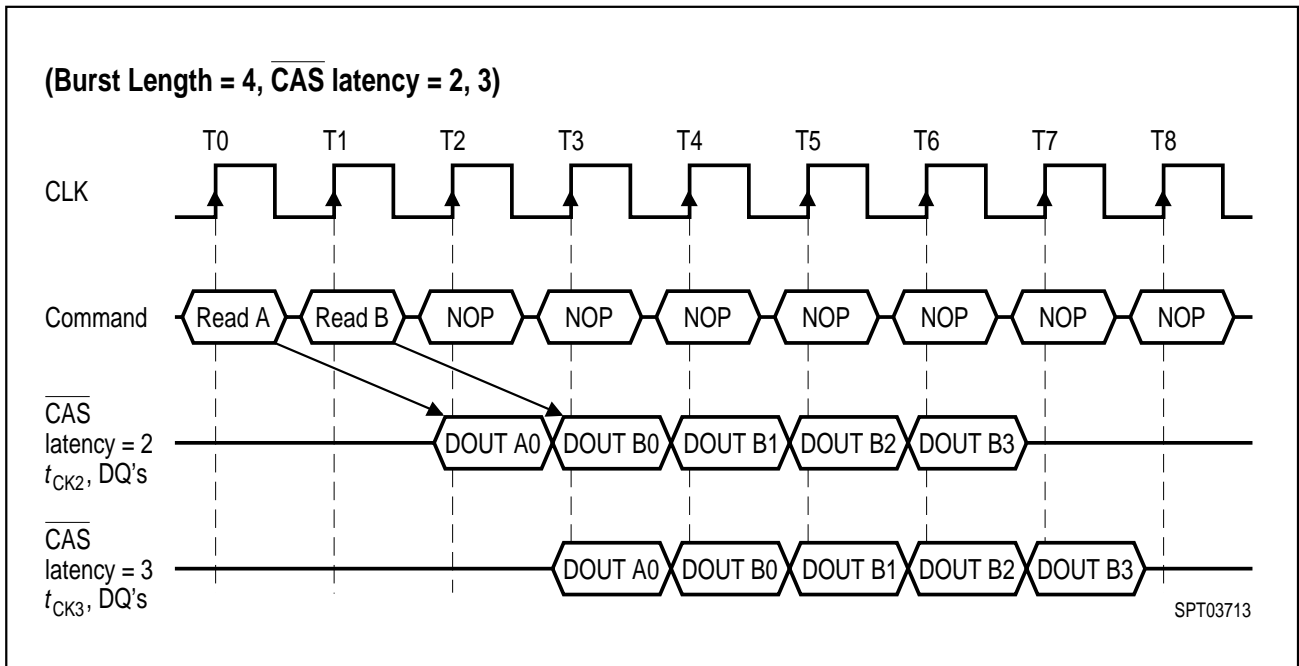 (Burst Length = 4, CAS latency = 2, 3)
T0 T1 T2 T3 T4 T5 T6 T7 T8
CLK
Command Read A Read B NOP NOP NOP NOP NOP NOP NOP
CAS
latency = 2 DOUT A0 DOUT B0 DOUT B1 DOUT B2 DOUT B3
tCK2, DQ's
CAS
latency = 3 DOUT A0 DOUT B0 DOUT B1 DOUT B2 DOUT B3
tCK3, DQ's
SPT03713